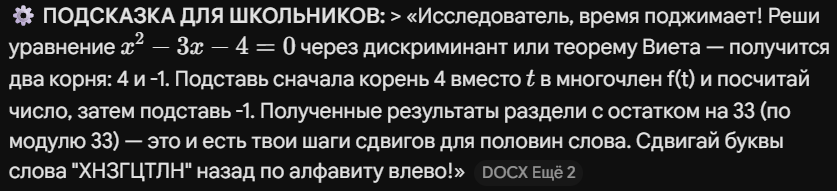 ⚙️ ПОДСКАЗКА ДЛЯ ШКОЛЬНИКОВ: > «Исследователь, время поджимает! Реши
уравнение x² − 3x − 4 = 0 через дискриминант или теорему Виета — получится
два корня: 4 и -1. Подставь сначала корень 4 вместо t в многочлен f(t) и посчитай
число, затем подставь -1. Полученные результаты раздели с остатком на 33 (по
модулю 33) — это и есть твои шаги сдвигов для половин слова. Сдвигай буквы
слова "ХНЗГЦТЛН" назад по алфавиту влево!» DOCX Ещё 2